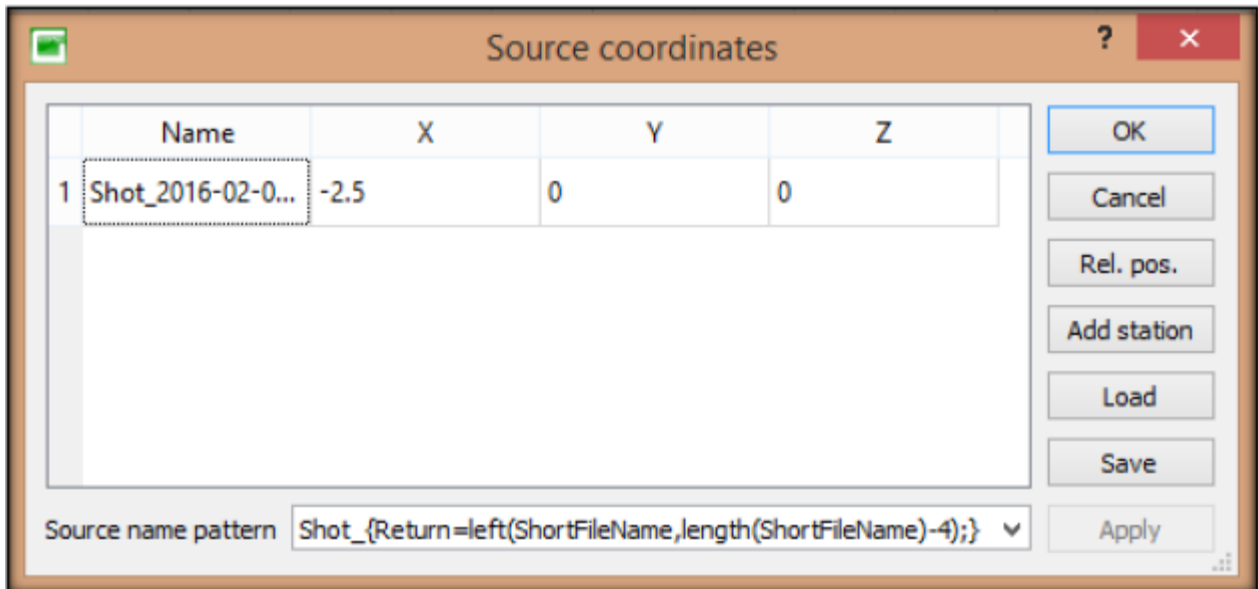 Source coordinates ? ×
Name X Y Z
1 Shot_2016-02-0... -2.5 0 0
OK
Cancel
Rel. pos.
Add station
Load
Save
Source name pattern Shot_{Return=left(ShortFileName,length(ShortFileName)-4);} Apply